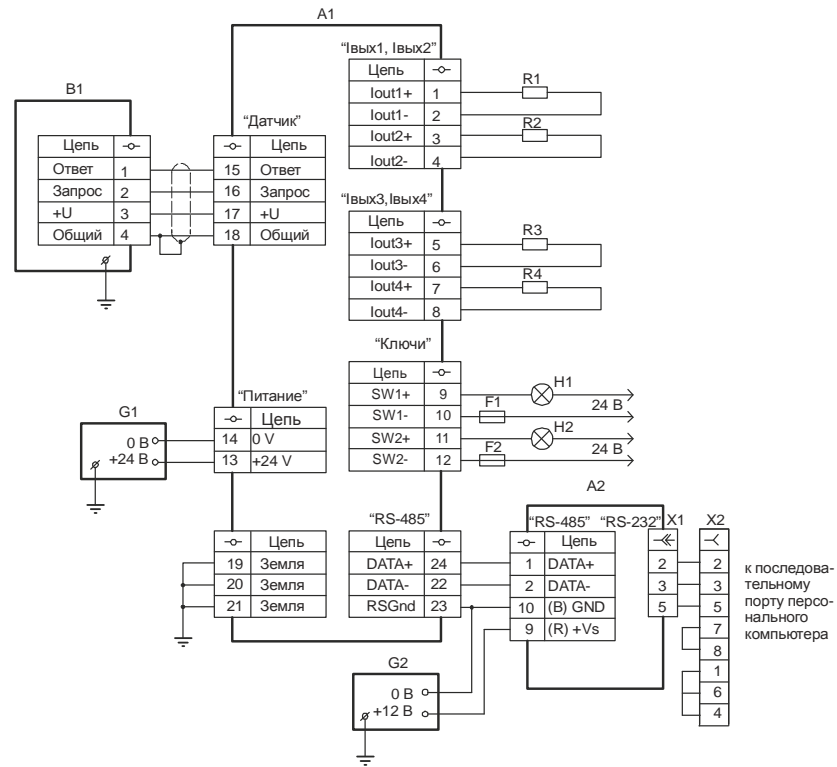 A1
"Iвых1, Iвых2"
Цепь
Iout1+ 1
Iout1- 2
Iout2+ 3
Iout2- 4
R1
R2
B1
Цепь
Ответ 1
Запрос 2
+U 3
Общий 4
"Датчик"
Цепь
15 Ответ
16 Запрос
17 +U
18 Общий
"Iвых3,Iвых4"
Цепь
Iout3+ 5
Iout3- 6
Iout4+ 7
Iout4- 8
R3
R4
"Ключи"
Цепь
SW1+ 9
SW1- 10
SW2+ 11
SW2- 12
H1
F1
24 В
H2
F2
24 В
"Питание"
Цепь
14 0 V
13 +24 V
G1
0 В
+24 В
Цепь
19 Земля
20 Земля
21 Земля
"RS-485"
Цепь
DATA+ 24
DATA- 22
RSGnd 23
A2
"RS-485" "RS-232"
Цепь
1 DATA+
2 DATA-
10 (B) GND
9 (R) +Vs
X1
2
3
5
X2
2
3
5
7
8
1
6
4
к последова-
тельному
порту персо-
нального
компьютера
G2
0 В
+12 В